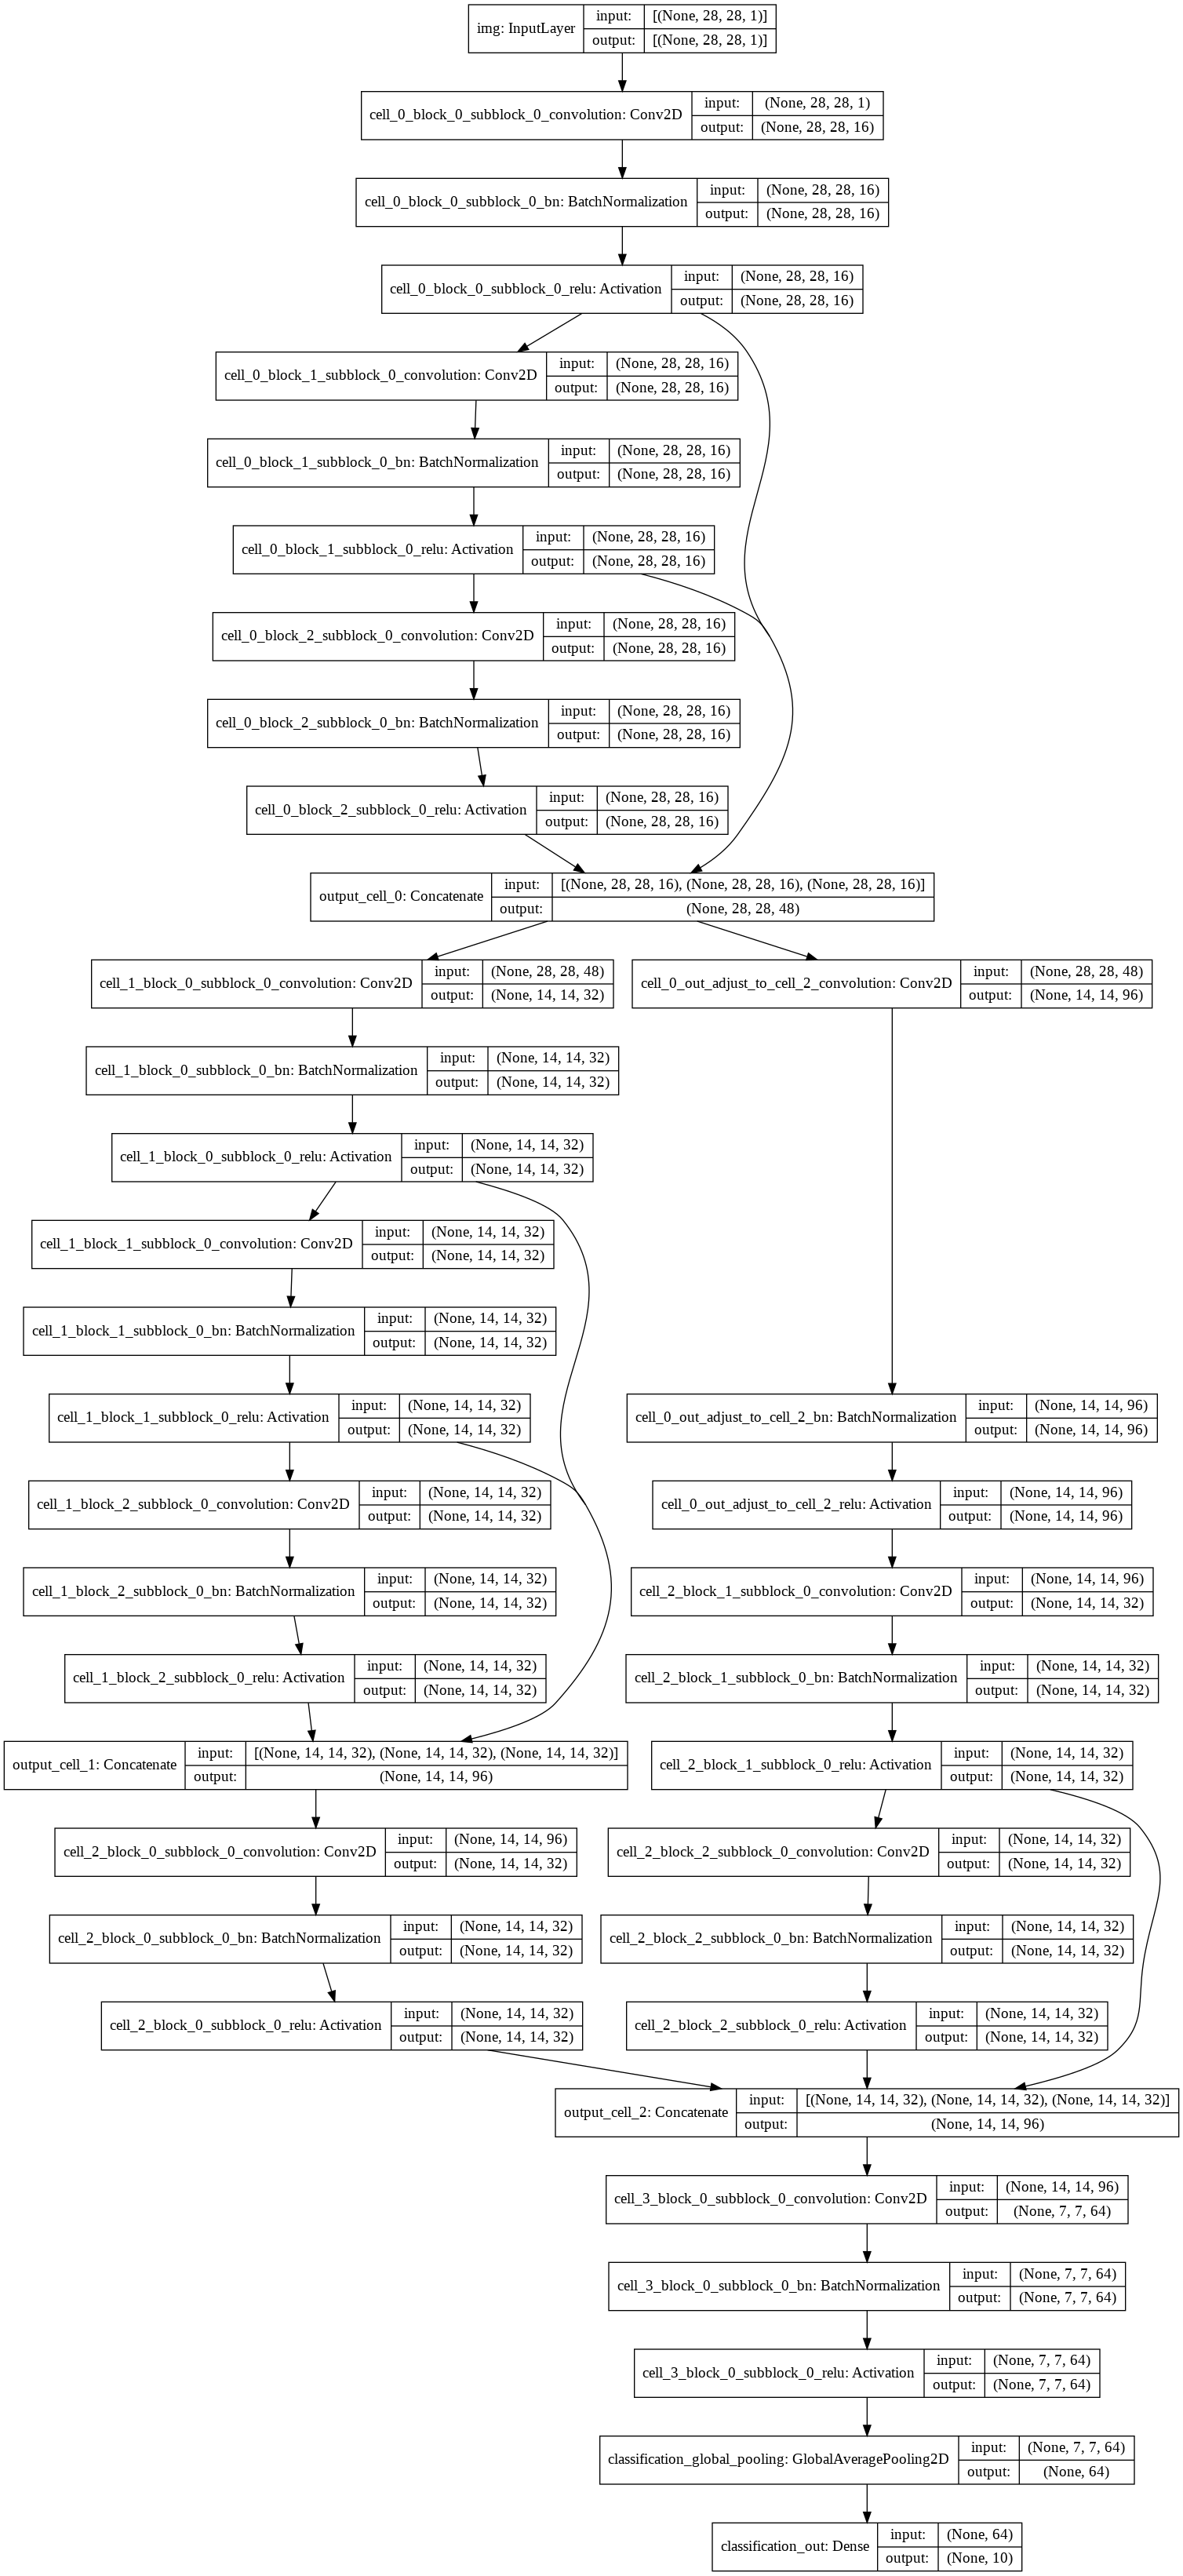 img: InputLayer
input: [(None, 28, 28, 1)]
output: [(None, 28, 28, 1)]
cell_0_block_0_subblock_0_convolution: Conv2D
input: (None, 28, 28, 1)
output: (None, 28, 28, 16)
cell_0_block_0_subblock_0_bn: BatchNormalization
input: (None, 28, 28, 16)
output: (None, 28, 28, 16)
cell_0_block_0_subblock_0_relu: Activation
input: (None, 28, 28, 16)
output: (None, 28, 28, 16)
cell_0_block_1_subblock_0_convolution: Conv2D
input: (None, 28, 28, 16)
output: (None, 28, 28, 16)
cell_0_block_1_subblock_0_bn: BatchNormalization
input: (None, 28, 28, 16)
output: (None, 28, 28, 16)
cell_0_block_1_subblock_0_relu: Activation
input: (None, 28, 28, 16)
output: (None, 28, 28, 16)
cell_0_block_2_subblock_0_convolution: Conv2D
input: (None, 28, 28, 16)
output: (None, 28, 28, 16)
cell_0_block_2_subblock_0_bn: BatchNormalization
input: (None, 28, 28, 16)
output: (None, 28, 28, 16)
cell_0_block_2_subblock_0_relu: Activation
input: (None, 28, 28, 16)
output: (None, 28, 28, 16)
output_cell_0: Concatenate
input: [(None, 28, 28, 16), (None, 28, 28, 16), (None, 28, 28, 16)]
output: (None, 28, 28, 48)
cell_1_block_0_subblock_0_convolution: Conv2D
input: (None, 28, 28, 48)
output: (None, 14, 14, 32)
cell_0_out_adjust_to_cell_2_convolution: Conv2D
input: (None, 28, 28, 48)
output: (None, 14, 14, 96)
cell_1_block_0_subblock_0_bn: BatchNormalization
input: (None, 14, 14, 32)
output: (None, 14, 14, 32)
cell_1_block_0_subblock_0_relu: Activation
input: (None, 14, 14, 32)
output: (None, 14, 14, 32)
cell_1_block_1_subblock_0_convolution: Conv2D
input: (None, 14, 14, 32)
output: (None, 14, 14, 32)
cell_1_block_1_subblock_0_bn: BatchNormalization
input: (None, 14, 14, 32)
output: (None, 14, 14, 32)
cell_1_block_1_subblock_0_relu: Activation
input: (None, 14, 14, 32)
output: (None, 14, 14, 32)
cell_0_out_adjust_to_cell_2_bn: BatchNormalization
input: (None, 14, 14, 96)
output: (None, 14, 14, 96)
cell_1_block_2_subblock_0_convolution: Conv2D
input: (None, 14, 14, 32)
output: (None, 14, 14, 32)
cell_0_out_adjust_to_cell_2_relu: Activation
input: (None, 14, 14, 96)
output: (None, 14, 14, 96)
cell_1_block_2_subblock_0_bn: BatchNormalization
input: (None, 14, 14, 32)
output: (None, 14, 14, 32)
cell_2_block_1_subblock_0_convolution: Conv2D
input: (None, 14, 14, 96)
output: (None, 14, 14, 32)
cell_1_block_2_subblock_0_relu: Activation
input: (None, 14, 14, 32)
output: (None, 14, 14, 32)
cell_2_block_1_subblock_0_bn: BatchNormalization
input: (None, 14, 14, 32)
output: (None, 14, 14, 32)
output_cell_1: Concatenate
input: [(None, 14, 14, 32), (None, 14, 14, 32), (None, 14, 14, 32)]
output: (None, 14, 14, 96)
cell_2_block_1_subblock_0_relu: Activation
input: (None, 14, 14, 32)
output: (None, 14, 14, 32)
cell_2_block_0_subblock_0_convolution: Conv2D
input: (None, 14, 14, 96)
output: (None, 14, 14, 32)
cell_2_block_2_subblock_0_convolution: Conv2D
input: (None, 14, 14, 32)
output: (None, 14, 14, 32)
cell_2_block_0_subblock_0_bn: BatchNormalization
input: (None, 14, 14, 32)
output: (None, 14, 14, 32)
cell_2_block_2_subblock_0_bn: BatchNormalization
input: (None, 14, 14, 32)
output: (None, 14, 14, 32)
cell_2_block_0_subblock_0_relu: Activation
input: (None, 14, 14, 32)
output: (None, 14, 14, 32)
cell_2_block_2_subblock_0_relu: Activation
input: (None, 14, 14, 32)
output: (None, 14, 14, 32)
output_cell_2: Concatenate
input: [(None, 14, 14, 32), (None, 14, 14, 32), (None, 14, 14, 32)]
output: (None, 14, 14, 96)
cell_3_block_0_subblock_0_convolution: Conv2D
input: (None, 14, 14, 96)
output: (None, 7, 7, 64)
cell_3_block_0_subblock_0_bn: BatchNormalization
input: (None, 7, 7, 64)
output: (None, 7, 7, 64)
cell_3_block_0_subblock_0_relu: Activation
input: (None, 7, 7, 64)
output: (None, 7, 7, 64)
classification_global_pooling: GlobalAveragePooling2D
input: (None, 7, 7, 64)
output: (None, 64)
classification_out: Dense
input: (None, 64)
output: (None, 10)